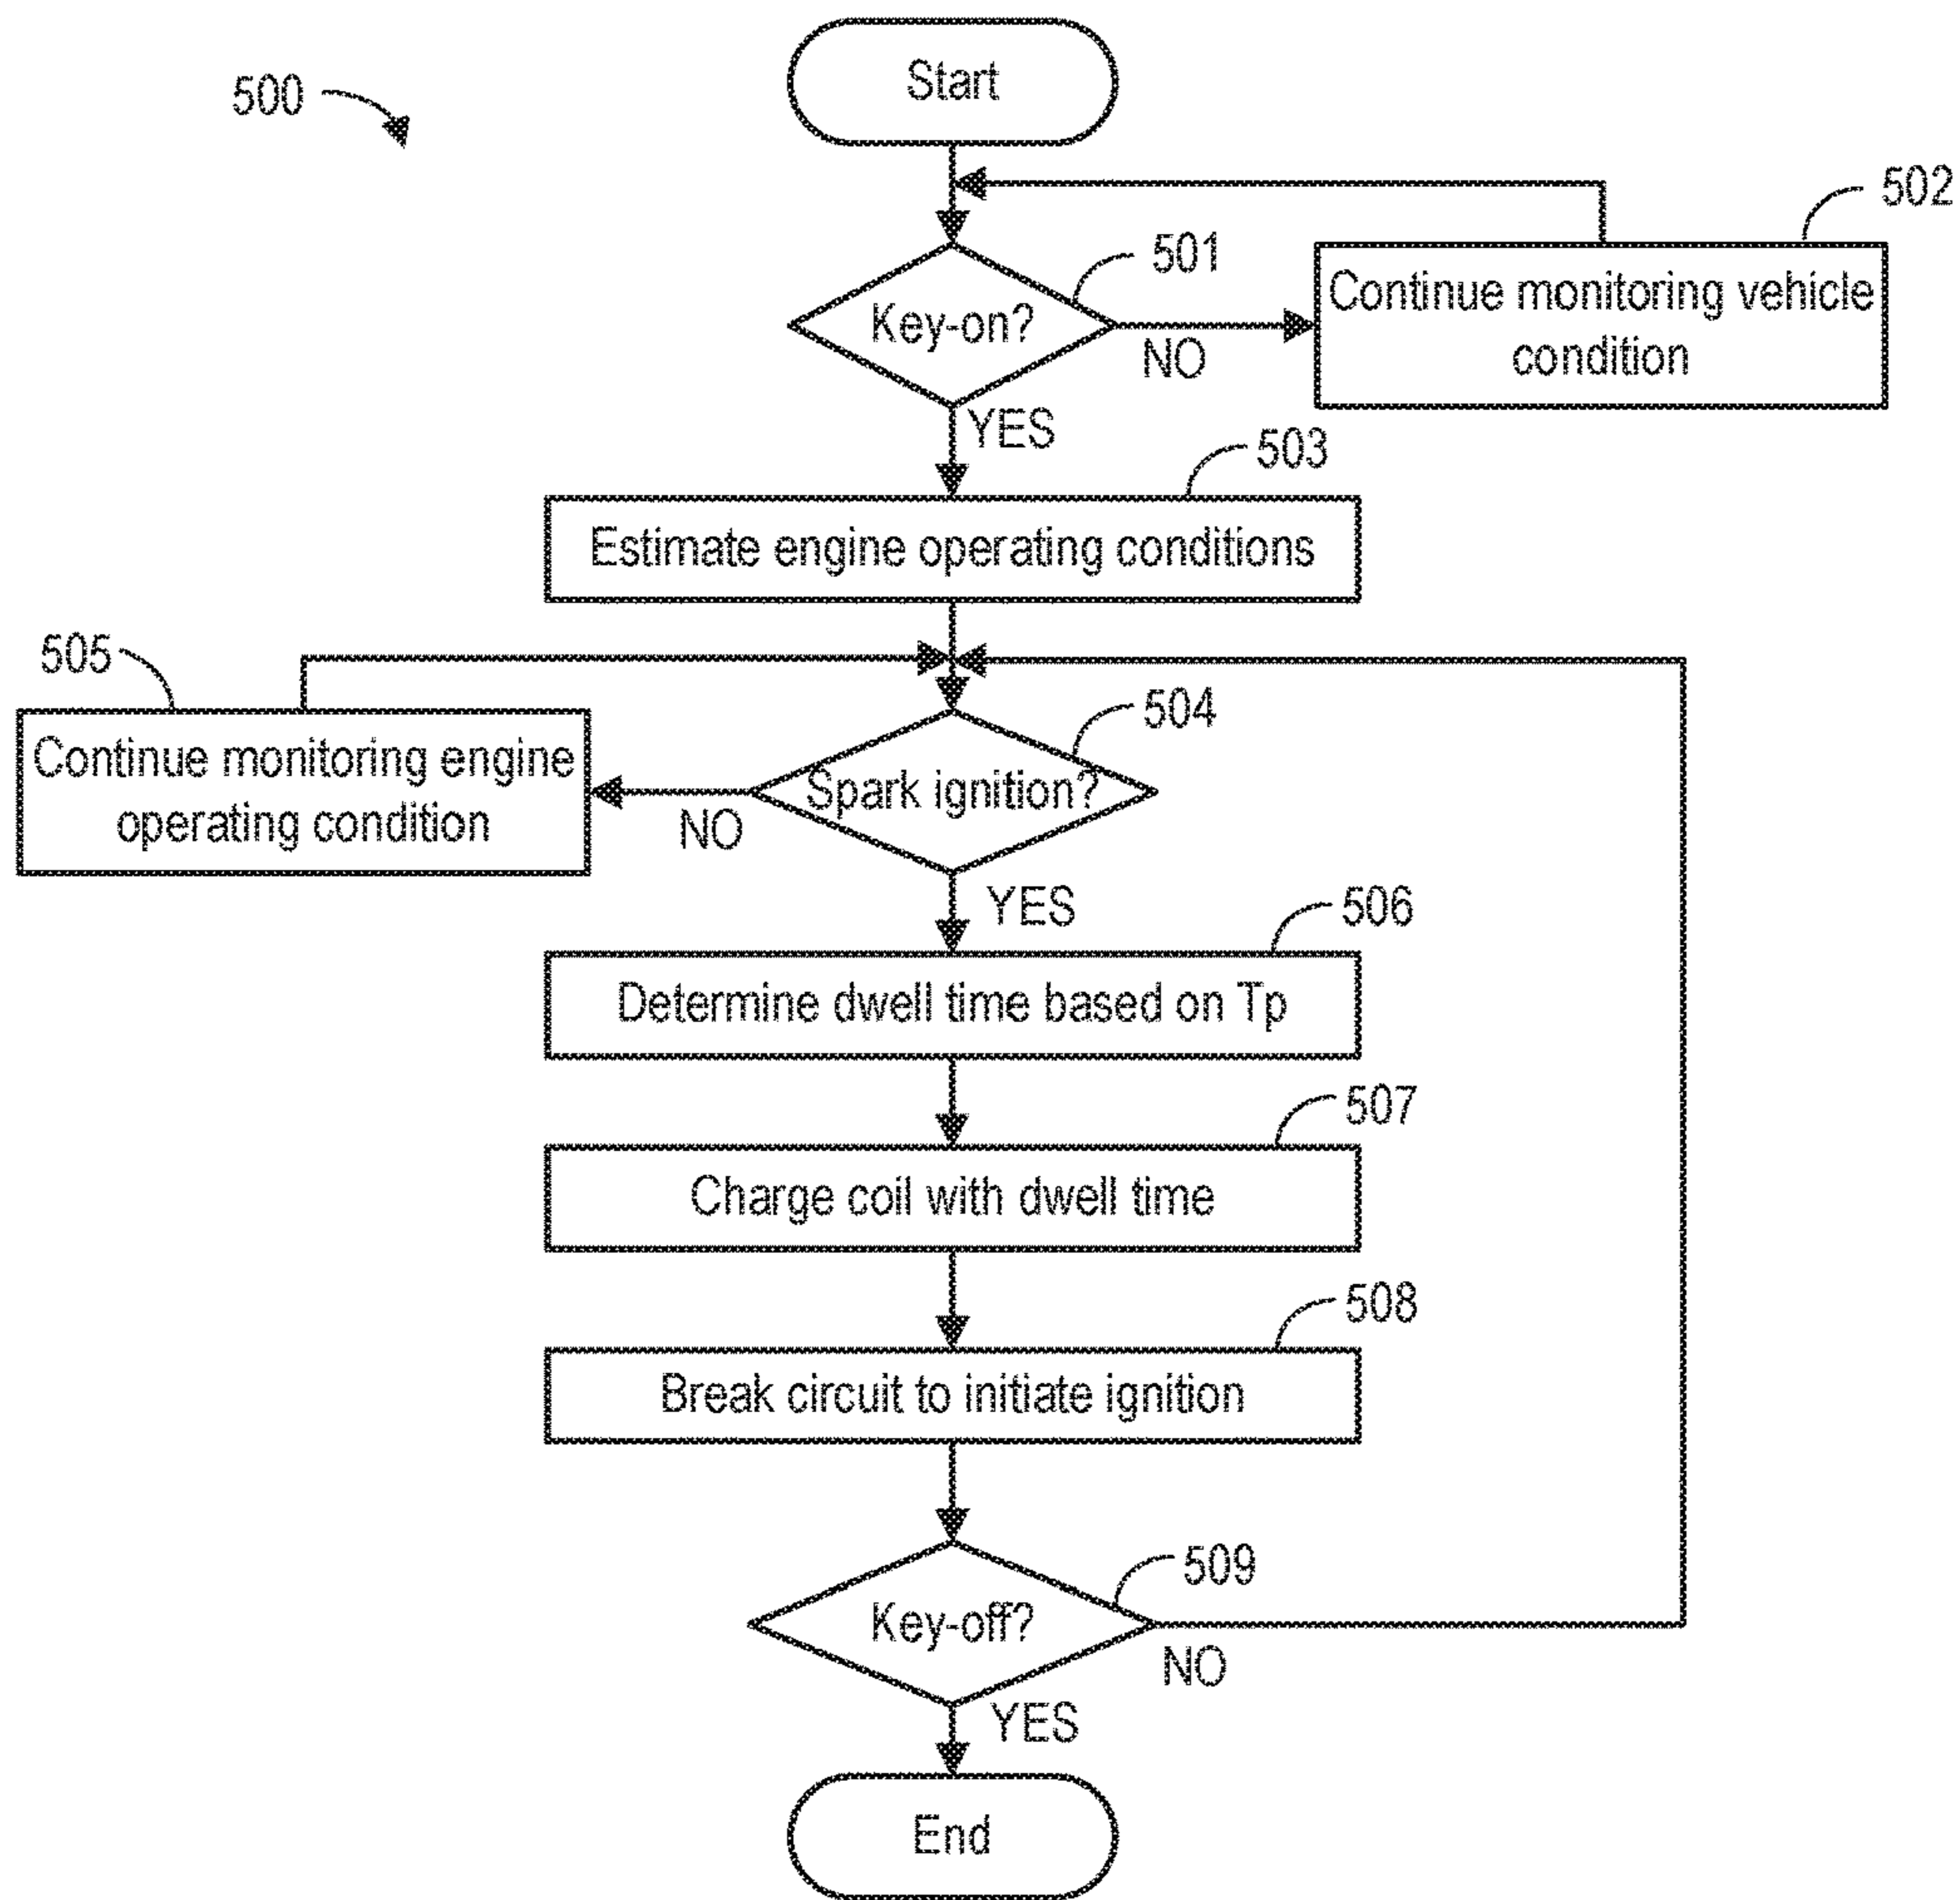 500
Start
502
501
Key-on?
Continue monitoring vehicle
condition
NO
YES
503
Estimate engine operating conditions
505
504
Continue monitoring engine
operating condition
Spark ignition?
NO
YES
506
Determine dwell time based on Tp
507
Charge coil with dwell time
508
Break circuit to initiate ignition
509
Key-off?
NO
YES
End